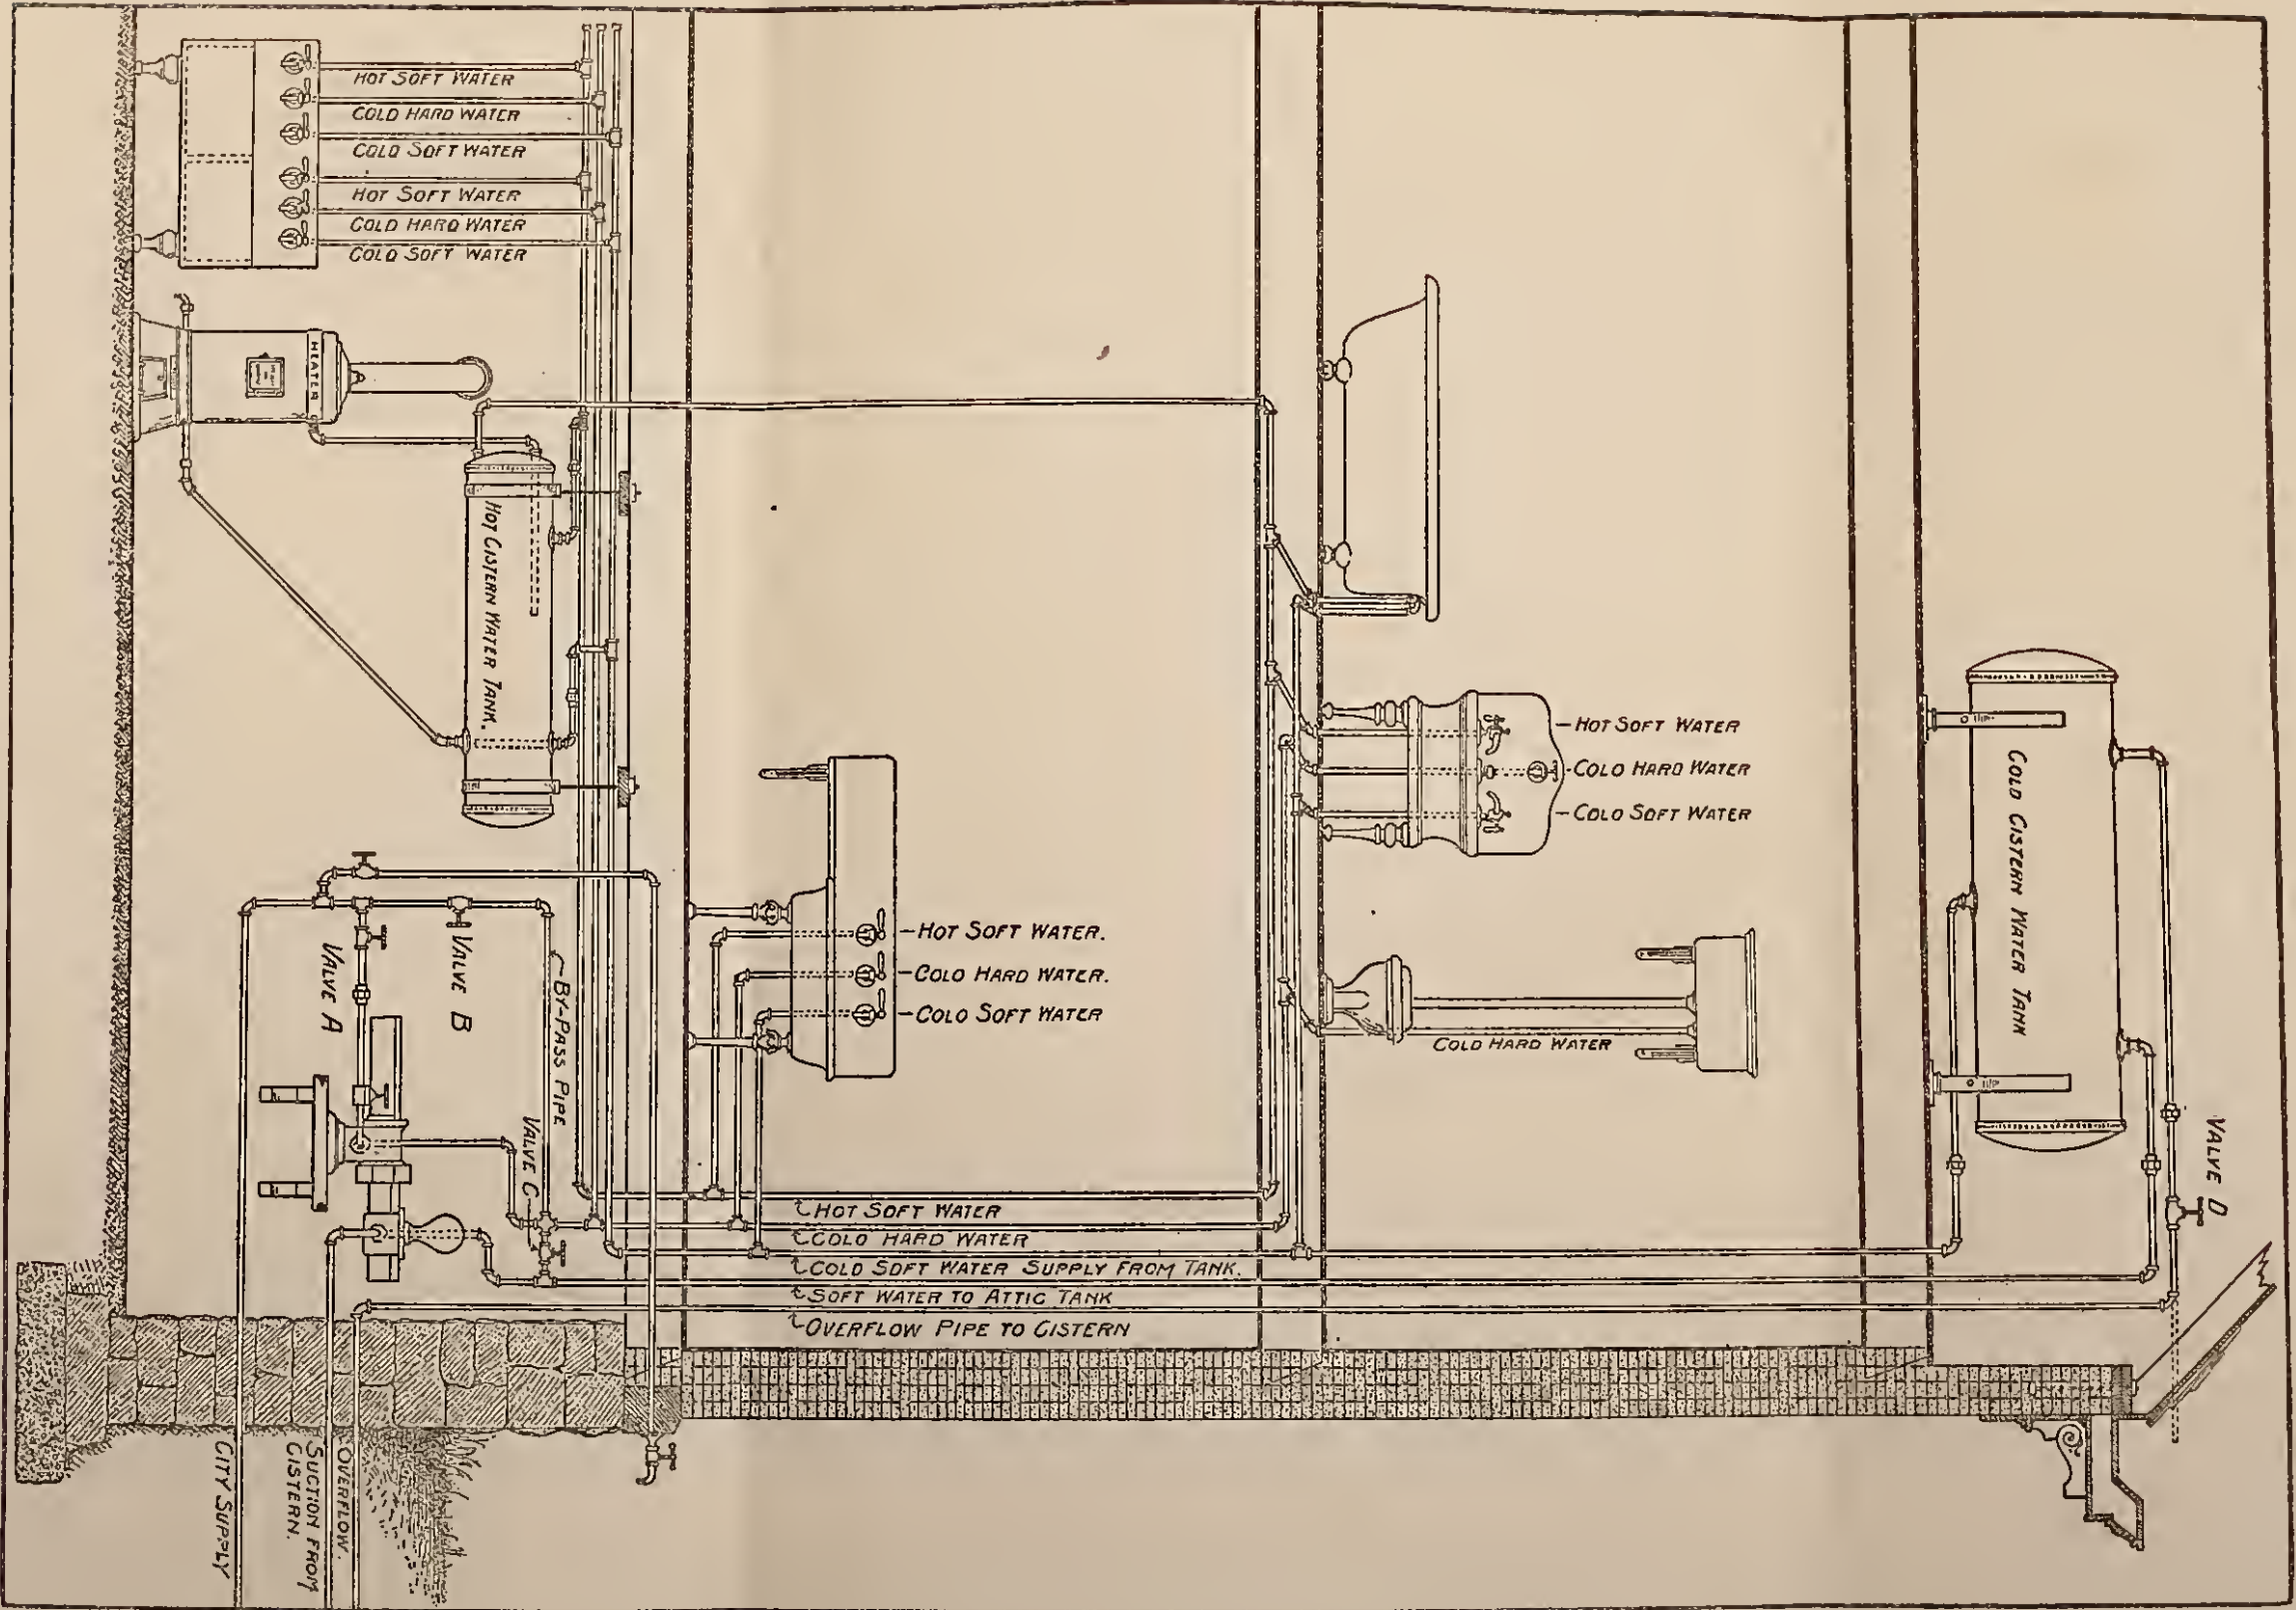 HOT SOFT WATER
COLD HARD WATER
COLD SOFT WATER
HOT SOFT WATER
COLD HARD WATER
COLD SOFT WATER
HEATER
HOT CISTERN WATER TANK.
VALVE A
VALVE B
BY-PASS PIPE
VALVE C
HOT SOFT WATER.
COLD HARD WATER.
COLD SOFT WATER
HOT SOFT WATER
COLD HARD WATER
COLD SOFT WATER
COLD HARD WATER
COLD CISTERN WATER TANK
VALVE D
HOT SOFT WATER
COLD HARD WATER
COLD SOFT WATER SUPPLY FROM TANK.
SOFT WATER TO ATTIC TANK
OVERFLOW PIPE TO CISTERN
CITY SUPPLY
SUCTION FROM
CISTERN.
OVERFLOW.